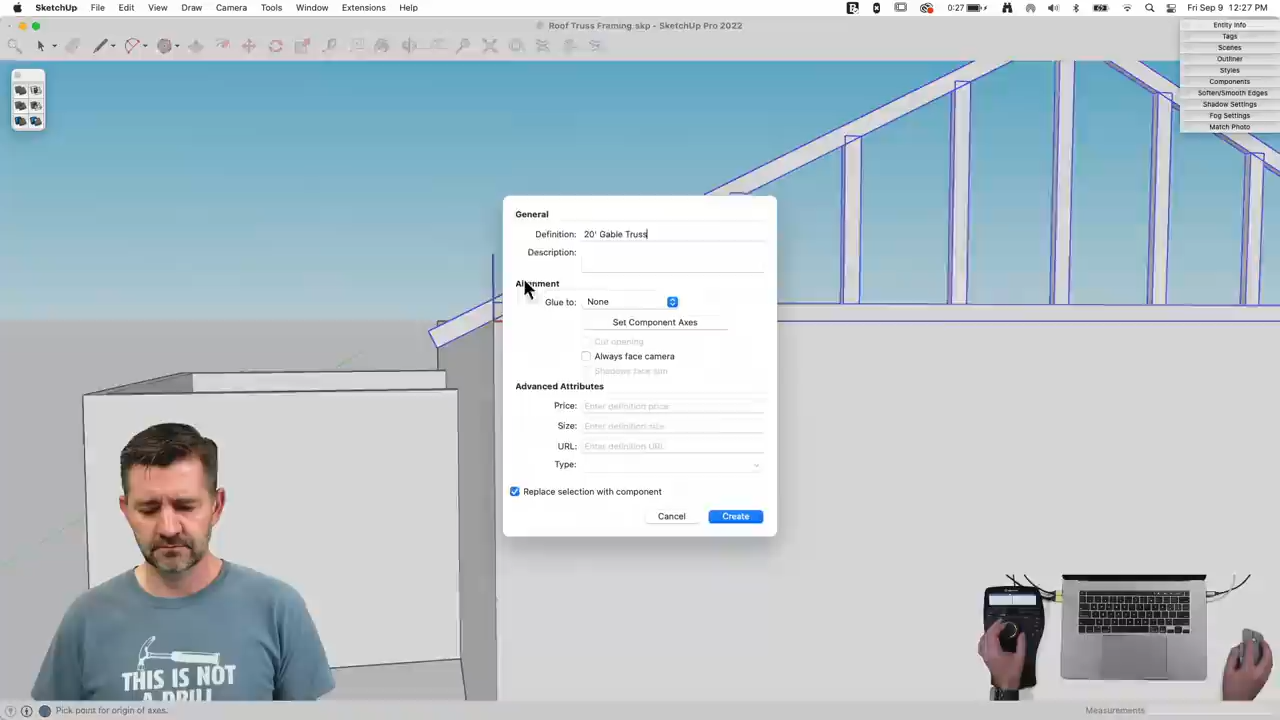 SketchUp File Edit View Draw Camera Tools Window Extensions Help 0:27 Fri Sep 9 12:27 PM
Roof Truss Framing.skp - SketchUp Pro 2022
Entity Info
Tags
Scenes
Outliner
Styles
Components
Soften/Smooth Edges
Shadow Settings
Fog Settings
Match Photo
General
Definition: 20' Gable Truss
Description:
Alignment
Glue to: None
Set Component Axes
Cut opening
Always face camera
Shadows face sun
Advanced Attributes
Price: Enter definition price
Size: Enter definition size
URL: Enter definition URL
Type:
Replace selection with component
Cancel Create
THIS IS NOT
A DRILL
Pick point for origin of axes.
Measurements